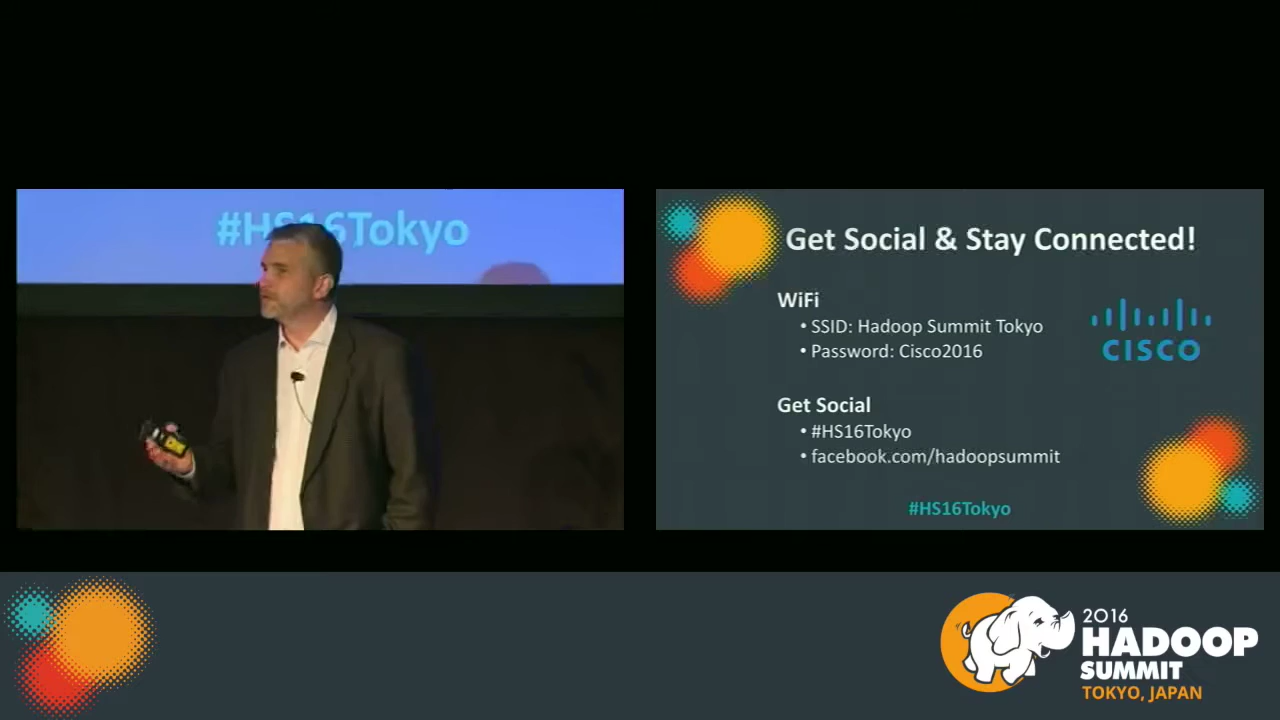 #HS16Tokyo
Get Social & Stay Connected!
WiFi
• SSID: Hadoop Summit Tokyo
• Password: Cisco2016
CISCO
Get Social
• #HS16Tokyo
• facebook.com/hadoopsummit
#HS16Tokyo
2016
HADOOP
SUMMIT
TOKYO, JAPAN